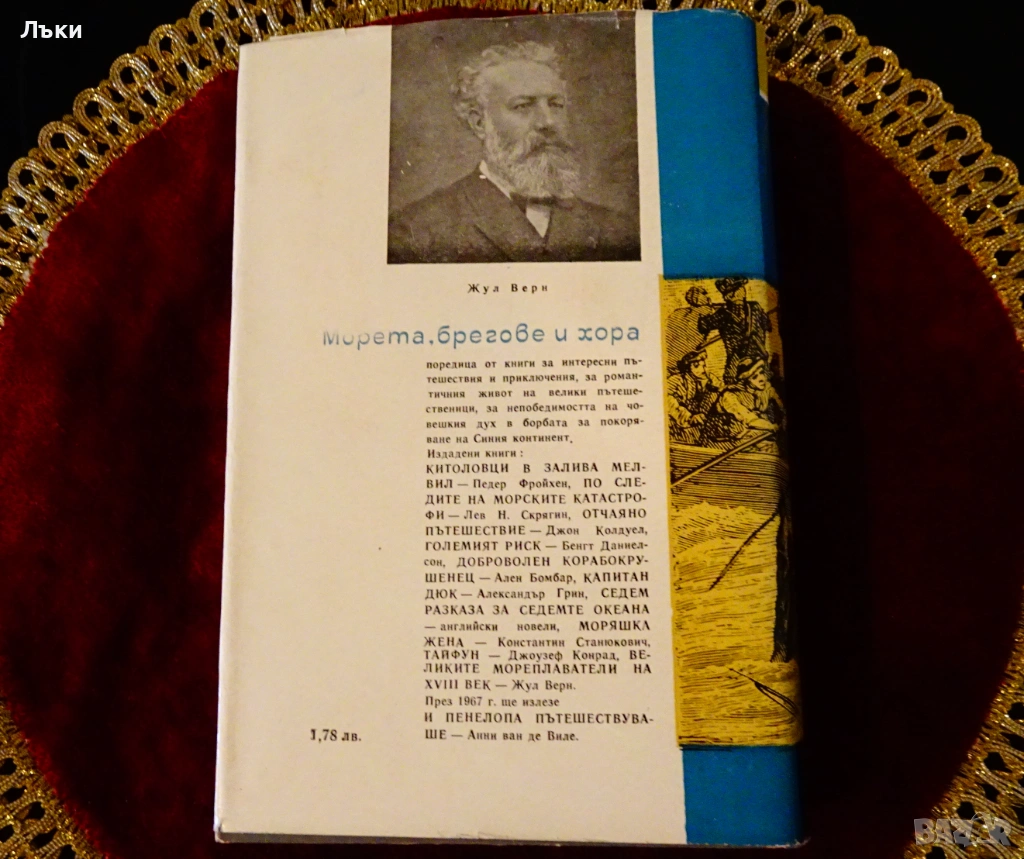 Лъки
Жул Верн
Морета, брегове и хора
поредица от книги за интересни пъ-
тешествия и приключения, за роман-
тичния живот на велики пътеше-
ственици, за непобедимостта на чо-
вешкия дух в борбата за покоря-
ване на Синия континент.
Издадени книги:
КИТОЛОВЦИ В ЗАЛИВА МЕЛ-
ВИЛ — Педер Фройхен, ПО СЛЕ-
ДИТЕ НА МОРСКИТЕ КАТАСТРО-
ФИ — Лев Н. Скрягин, ОТЧАЯНО
ПЪТЕШЕСТВИЕ — Джон Колдуел,
ГОЛЕМИЯТ РИСК — Бенгт Даниел-
сон, ДОБРОВОЛЕН КОРАБОКРУ-
ШЕНЕЦ — Ален Бомбар, КАПИТАН
ДЮК — Александър Грин, СЕДЕМ
РАЗКАЗА ЗА СЕДЕМТЕ ОКЕАНА
— английски новели, МОРЯШКА
ЖЕНА — Константин Станюкович,
ТАЙФУН — Джоузеф Конрад, ВЕ-
ЛИКИТЕ МОРЕПЛАВАТЕЛИ НА
XVIII ВЕК — Жул Верн.
През 1967 г. ще излезе
И ПЕНЕЛОПА ПЪТЕШЕСТВУВА-
ШЕ — Анни ван де Виле.
1,78 лв.
BAZAR